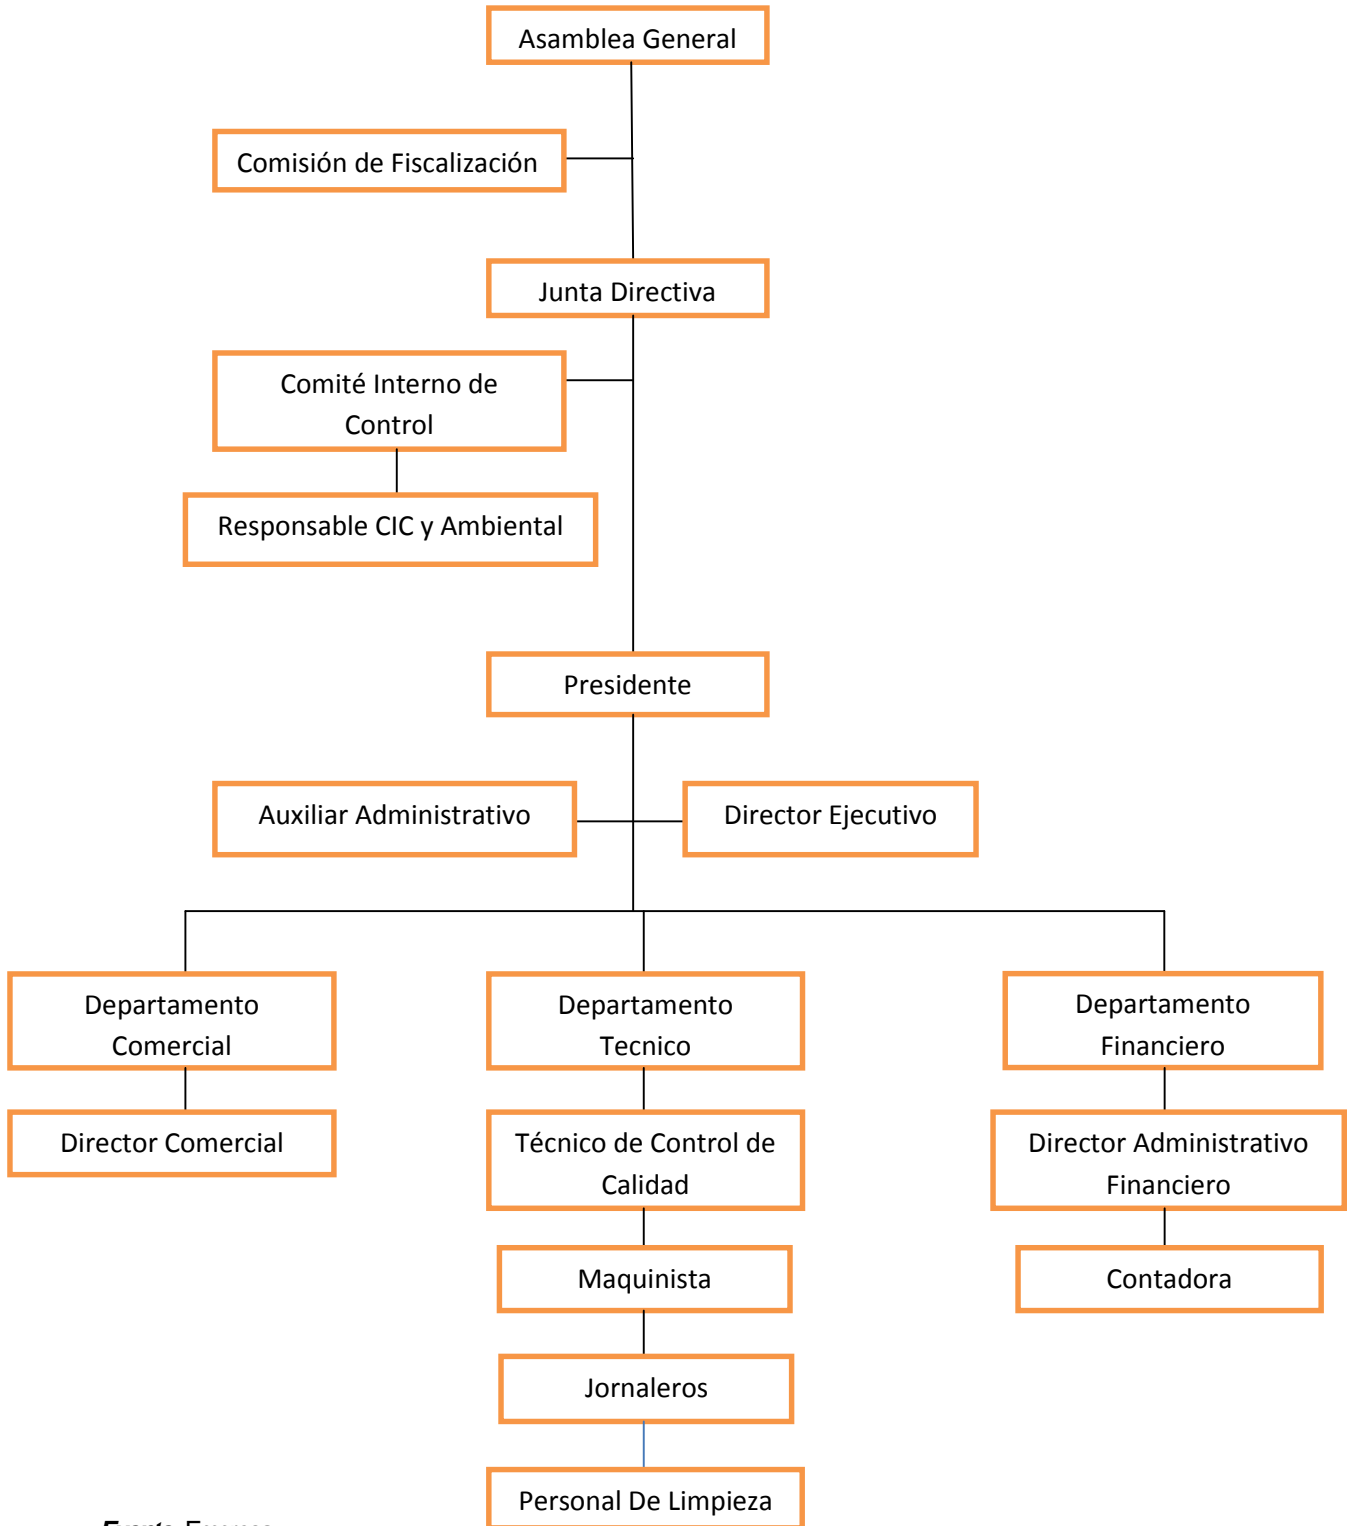 Asamblea General
Comisión de Fiscalización
Junta Directiva
Comité Interno de
Control
Responsable CIC y Ambiental
Presidente
Auxiliar Administrativo
Director Ejecutivo
Departamento
Comercial
Departamento
Tecnico
Departamento
Financiero
Director Comercial
Técnico de Control de
Calidad
Director Administrativo
Financiero
Maquinista
Contadora
Jornaleros
Personal De Limpieza